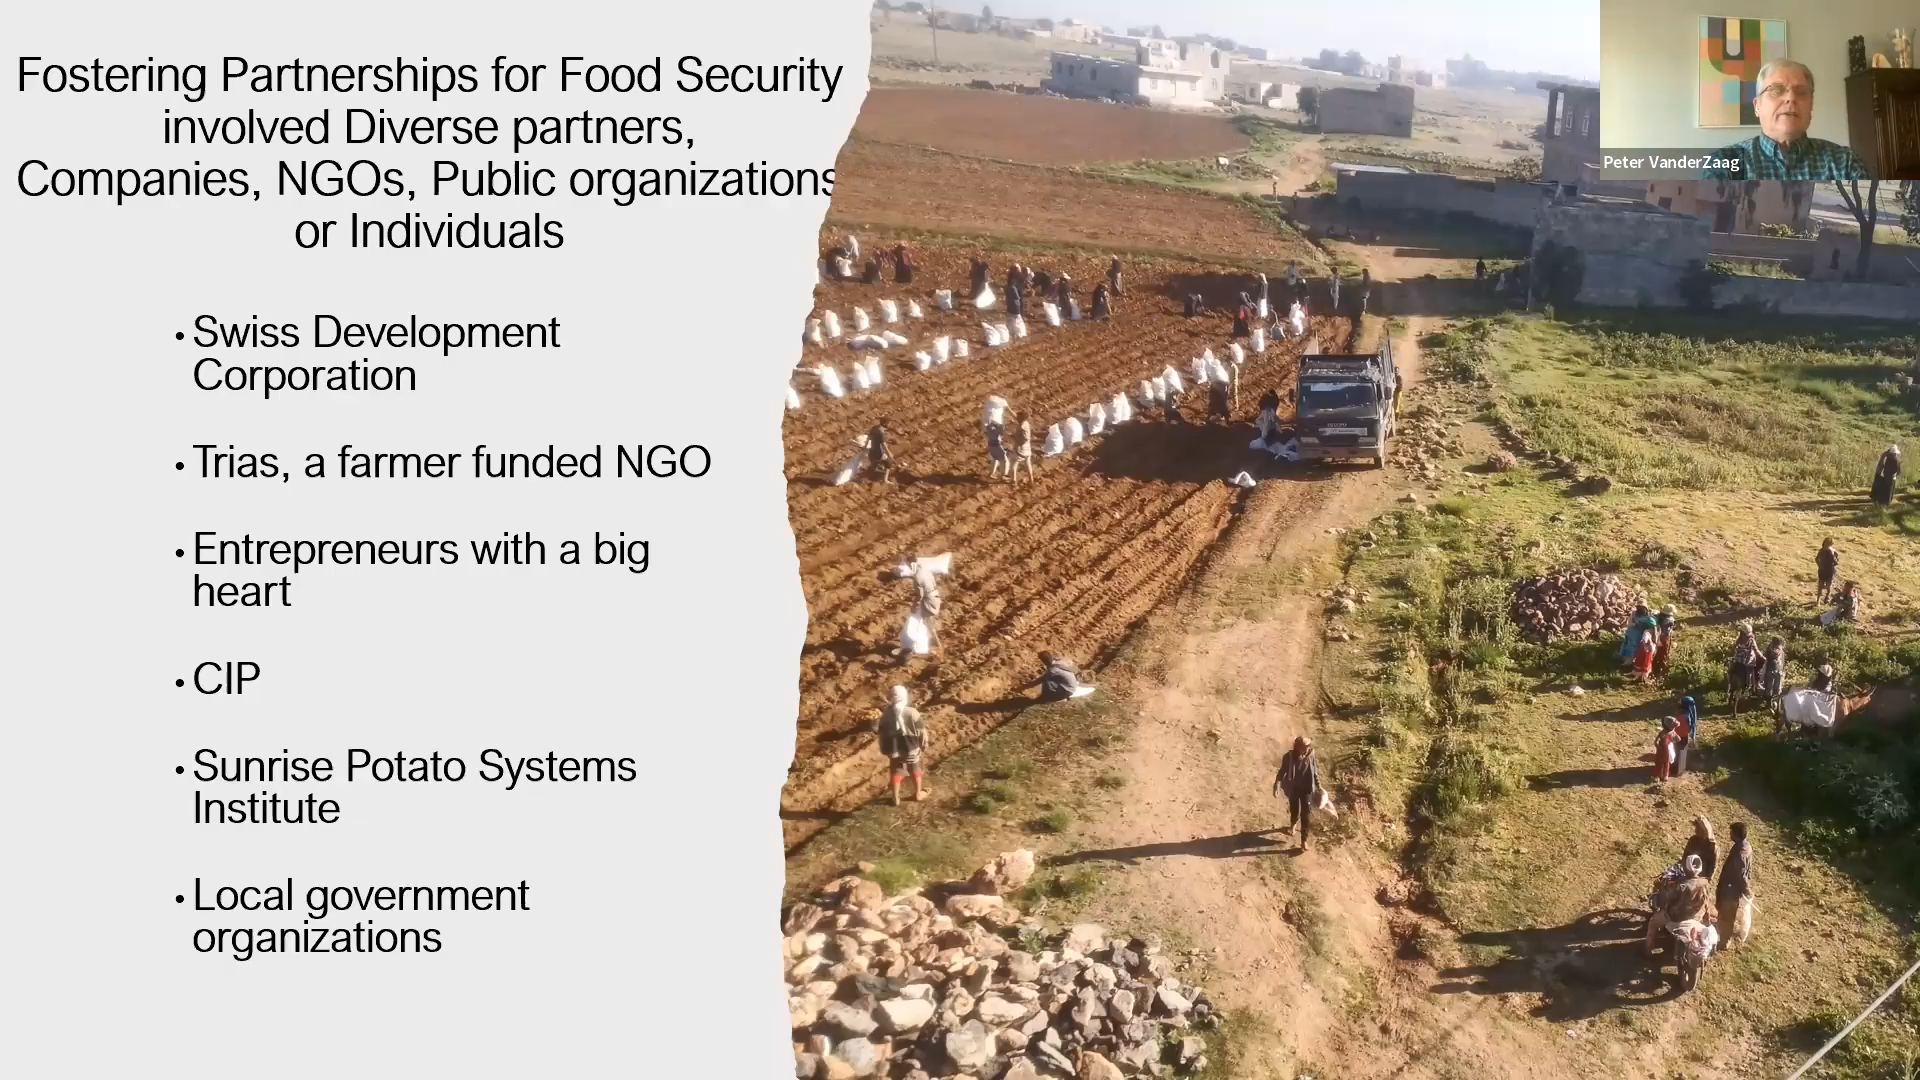 Fostering Partnerships for Food Security
involved Diverse partners,
Companies, NGOs, Public organizations
or Individuals
• Swiss Development
Corporation
• Trias, a farmer funded NGO
• Entrepreneurs with a big
heart
• CIP
• Sunrise Potato Systems
Institute
• Local government
organizations
Peter VanderZaag
ISUZU